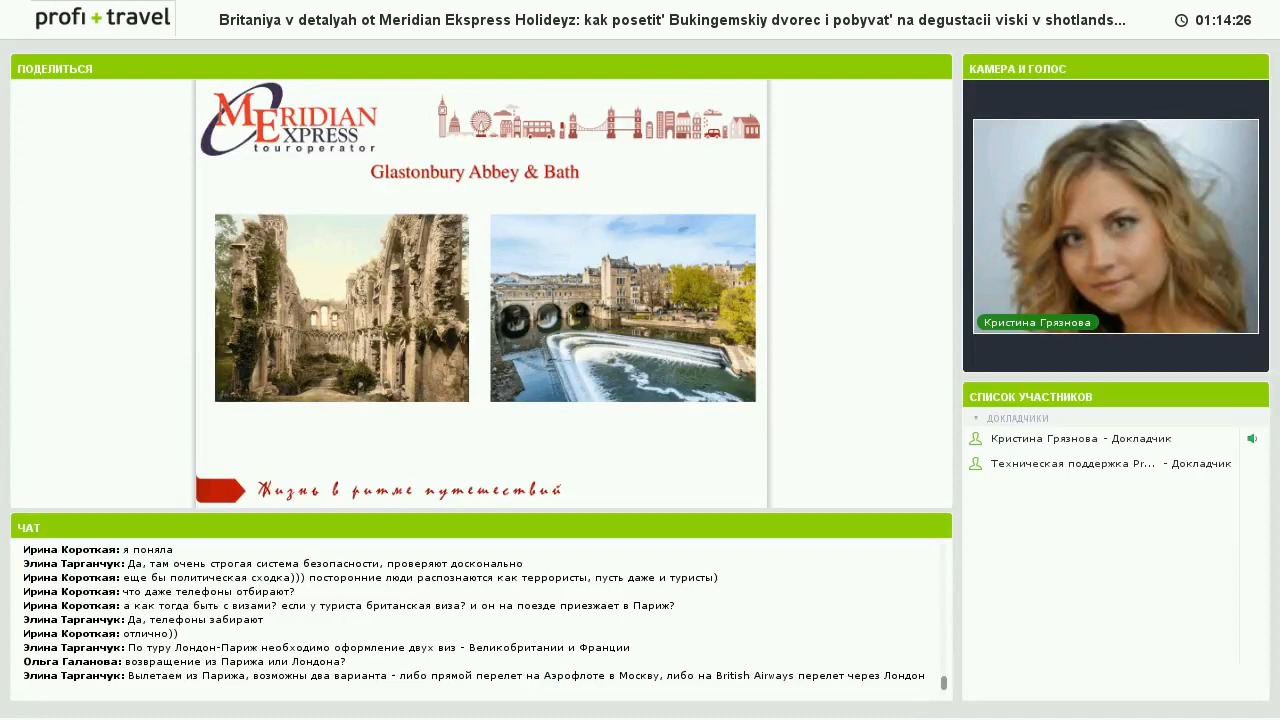 profi + travel
Britaniya v detalyah ot Meridian Ekspress Holideyz: kak posetit' Bukingemskiy dvorec i pobyvat' na degustacii viski v shotlands...
01:14:26
ПОДЕЛИТЬСЯ
MERIDIAN
EXPRESS
touroperator
Glastonbury Abbey & Bath
Жизнь в ритме путешествий
КАМЕРА И ГОЛОС
Кристина Грязнова
СПИСОК УЧАСТНИКОВ
ДОКЛАДЧИКИ
Кристина Грязнова - Докладчик
Техническая поддержка Pr... - Докладчик
ЧАТ
Ирина Короткая: я поняла
Элина Тарганчук: Да, там очень строгая система безопасности, проверяют досконально
Ирина Короткая: еще бы политическая сходка))) посторонние люди распознаются как террористы, пусть даже и туристы)
Ирина Короткая: что даже телефоны отбирают?
Ирина Короткая: а как тогда быть с визами? если у туриста британская виза? и он на поезде приезжает в Париж?
Элина Тарганчук: Да, телефоны забирают
Ирина Короткая: отлично))
Элина Тарганчук: По туру Лондон-Париж необходимо оформление двух виз - Великобритании и Франции
Ольга Галанова: возвращение из Парижа или Лондона?
Элина Тарганчук: Вылетаем из Парижа, возможны два варианта - либо прямой перелет на Аэрофлоте в Москву, либо на British Airways перелет через Лондон